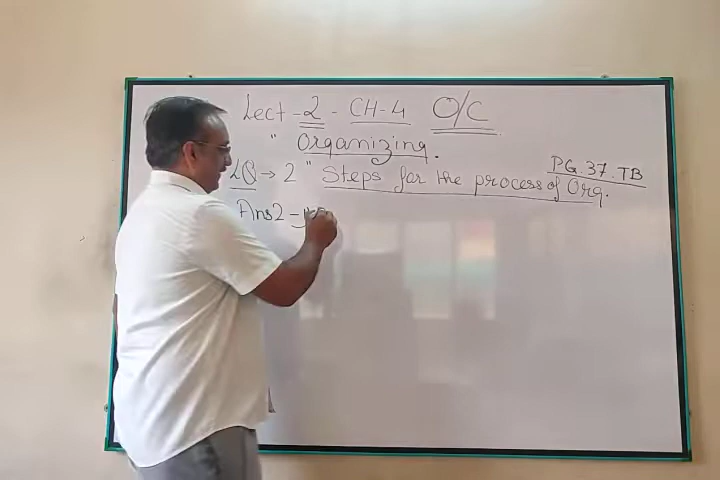 Lect-2 - CH-4 O/C
" Organizing.
LQ → 2 " Steps for the process of Org.
PG.37.TB
Ans2 -